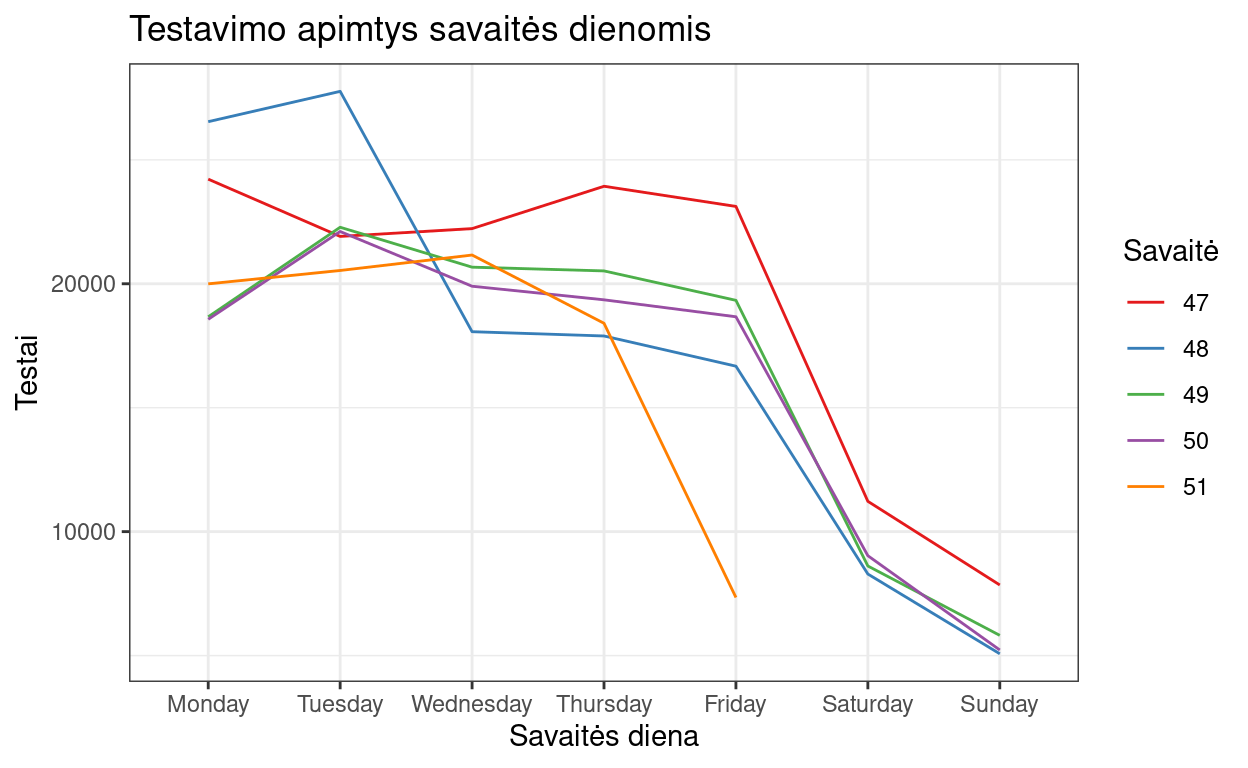 Testavimo apimtys savaitės dienomis
Testai
20000
10000
Monday Tuesday Wednesday Thursday Friday Saturday Sunday
Savaitės diena
Savaitė
47
48
49
50
51